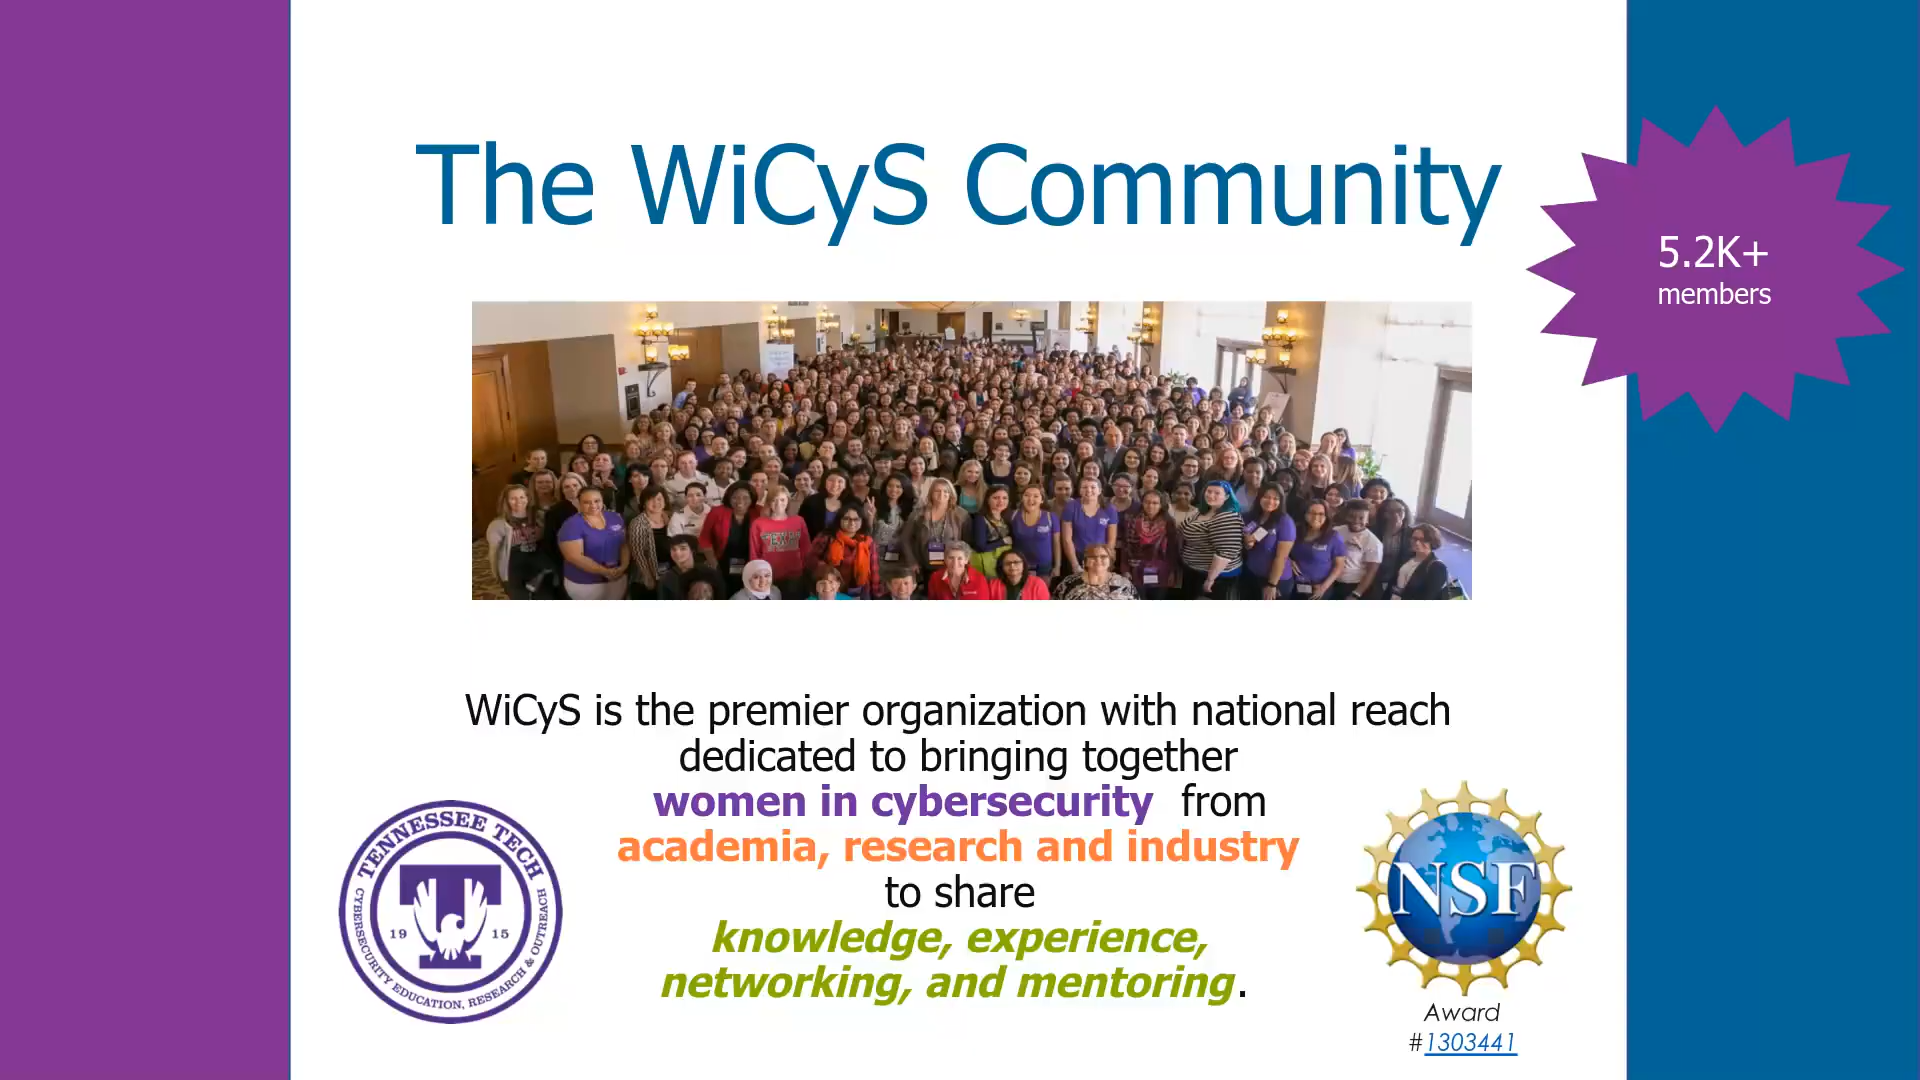 The WiCyS Community
5.2K+
members
TEXAS
WiCyS is the premier organization with national reach
dedicated to bringing together
women in cybersecurity from
academia, research and industry
to share
knowledge, experience,
networking, and mentoring.
TENNESSEE TECH
19 15
CYBERSECURITY EDUCATION, RESEARCH & OUTREACH
NSF
Award
#1303441